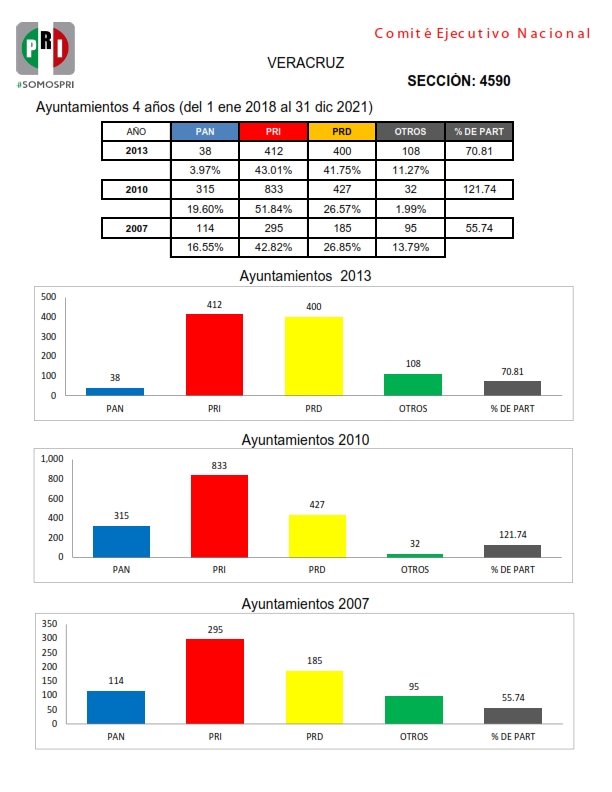 Comité Ejecutivo Nacional
PRI
#SOMOSPRI
VERACRUZ
SECCIÓN: 4590
Ayuntamientos 4 años (del 1 ene 2018 al 31 dic 2021)
AÑO PAN PRI PRD OTROS % DE PART
2013 38 412 400 108 70.81
3.97% 43.01% 41.75% 11.27%
2010 315 833 427 32 121.74
19.60% 51.84% 26.57% 1.99%
2007 114 295 185 95 55.74
16.55% 42.82% 26.85% 13.79%
Ayuntamientos 2013
500
400
300
200
100
0
38 412 400 108 70.81
PAN PRI PRD OTROS % DE PART
Ayuntamientos 2010
1,000
800
600
400
200
0
315 833 427 32 121.74
PAN PRI PRD OTROS % DE PART
Ayuntamientos 2007
350
300
250
200
150
100
50
0
114 295 185 95 55.74
PAN PRI PRD OTROS % DE PART